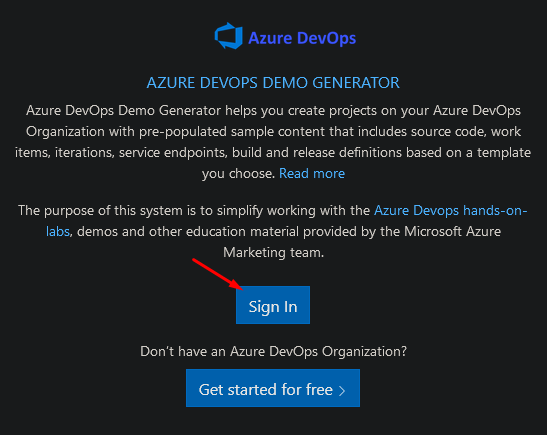 Azure DevOps
AZURE DEVOPS DEMO GENERATOR
Azure DevOps Demo Generator helps you create projects on your Azure DevOps
Organization with pre-populated sample content that includes source code, work
items, iterations, service endpoints, build and release definitions based on a template
you choose. Read more
The purpose of this system is to simplify working with the Azure Devops hands-on-
labs, demos and other education material provided by the Microsoft Azure
Marketing team.
Sign In
Don't have an Azure DevOps Organization?
Get started for free >